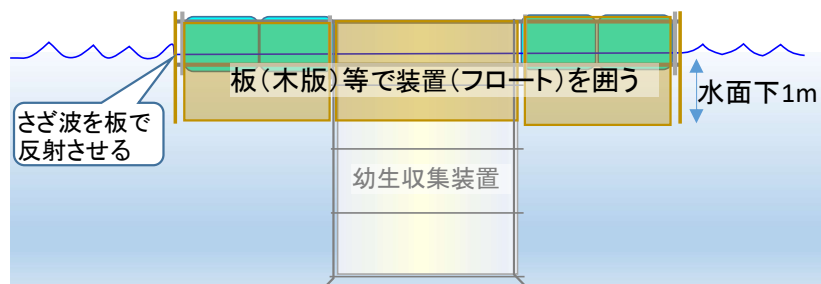 板(木版)等で装置(フロート)を囲う
水面下1m
さざ波を板で
反射させる
幼生収集装置